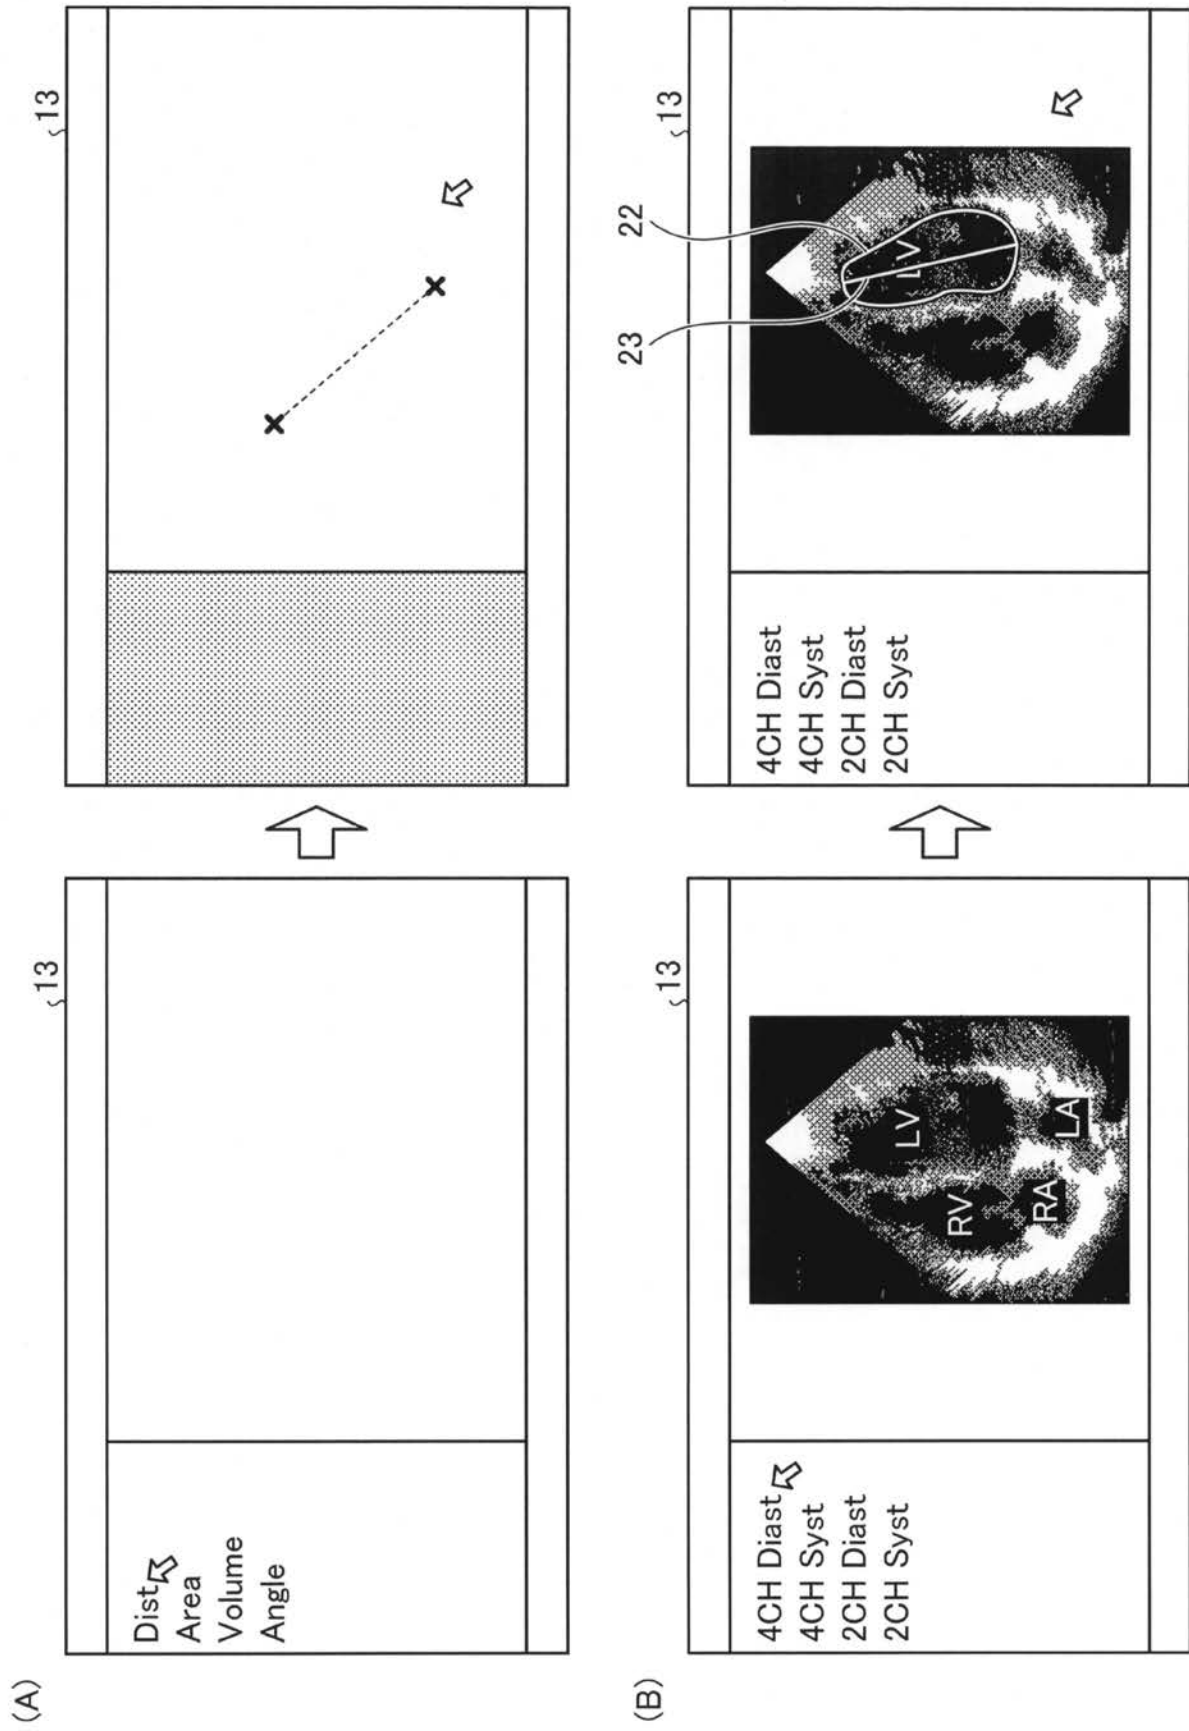 (A)
13
Dist
Area
Volume
Angle
13
(B)
13
4CH Diast
4CH Syst
2CH Diast
2CH Syst
LV
RV
RA
LA
13
4CH Diast
4CH Syst
2CH Diast
2CH Syst
23
22
LV